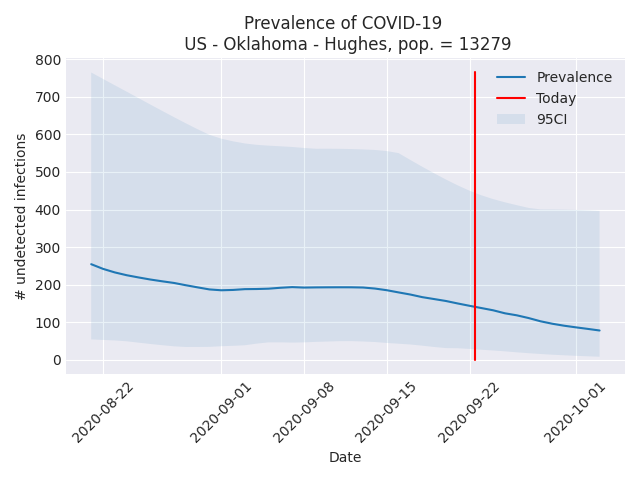 Prevalence of COVID-19
US - Oklahoma - Hughes, pop. = 13279
800
700
600
500
400
300
200
100
0
# undetected infections
Prevalence
Today
95CI
2020-08-22
2020-09-01
2020-09-08
2020-09-15
2020-09-22
2020-10-01
Date